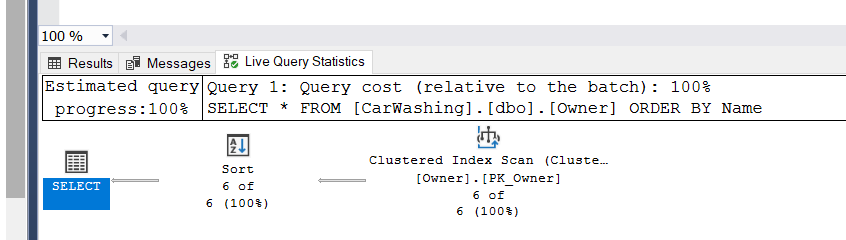 100 %
Results Messages Live Query Statistics
Estimated query Query 1: Query cost (relative to the batch): 100%
progress:100% SELECT * FROM [CarWashing].[dbo].[Owner] ORDER BY Name
SELECT
Sort
6 of
6 (100%)
Clustered Index Scan (Cluste…
[Owner].[PK_Owner]
6 of
6 (100%)